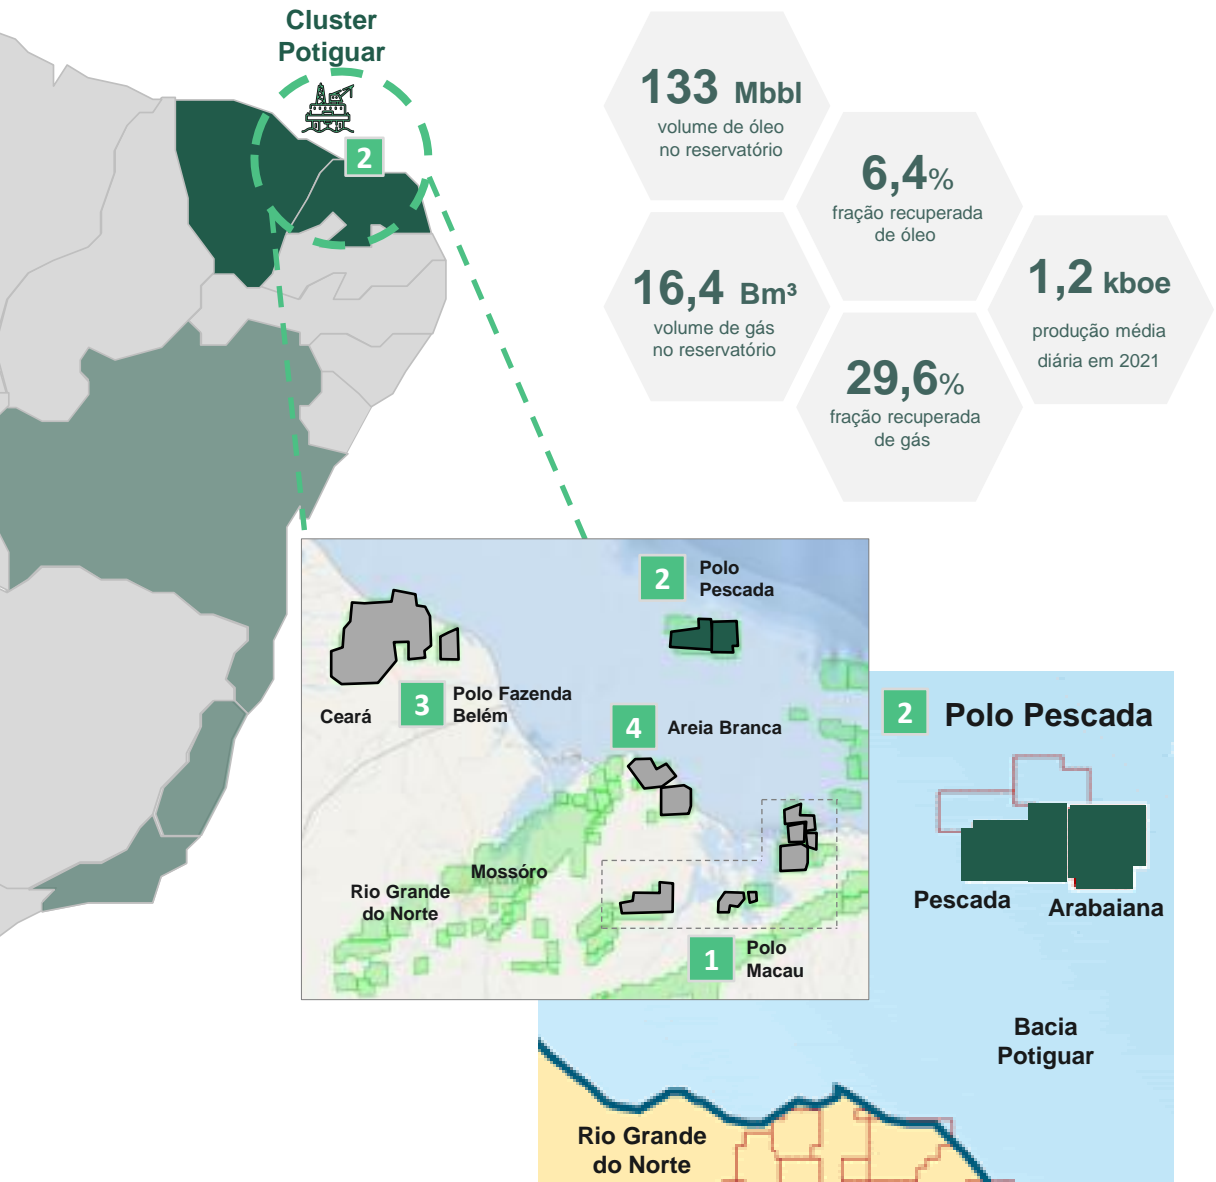 Cluster
Potiguar
2
133 Mbbl
volume de óleo
no reservatório
6,4%
fração recuperada
de óleo
16,4 Bm³
volume de gás
no reservatório
1,2 kboe
produção média
diária em 2021
29,6%
fração recuperada
de gás
2
Polo
Pescada
3
Polo Fazenda
Belém
Ceará
4
Areia Branca
Mossóro
Rio Grande
do Norte
1
Polo
Macau
2
Polo Pescada
Pescada
Arabaiana
Bacia
Potiguar
Rio Grande
do Norte